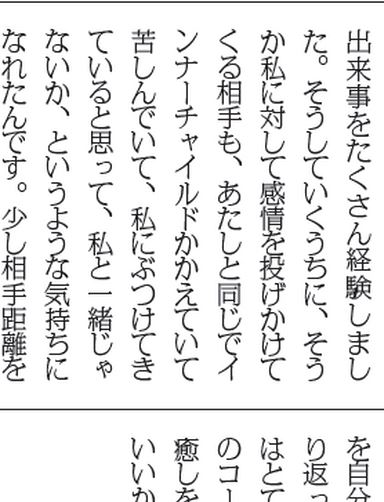 出来事をたくさん経験しまし
た。そうしていくうちに、そう
か私に対して感情を投げかけて
くる相手も、あたしと同じでイ
ンナーチャイルドかかえていて
苦しんでいて、私にぶつけてき
ていると思って、私と一緒じゃ
ないか、というような気持ちに
なれたんです。少し相手距離を
を自分
り返っ
はとて
のコー
癒しを
いいか